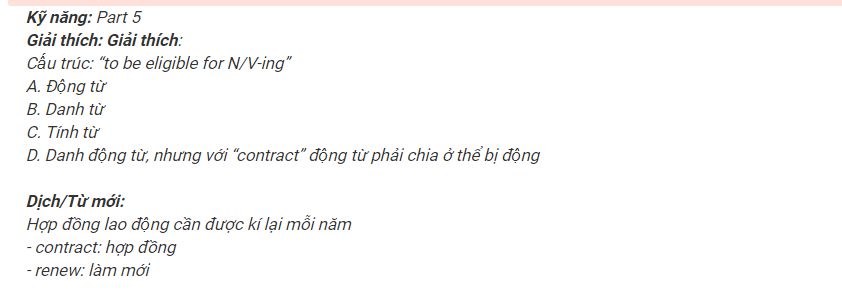 Kỹ năng: Part 5
Giải thích: Giải thích:
Cấu trúc: “to be eligible for N/V-ing”
A. Động từ
B. Danh từ
C. Tính từ
D. Danh động từ, nhưng với “contract” động từ phải chia ở thể bị động
Dịch/Từ mới:
Hợp đồng lao động cần được kí lại mỗi năm
- contract: hợp đồng
- renew: làm mới